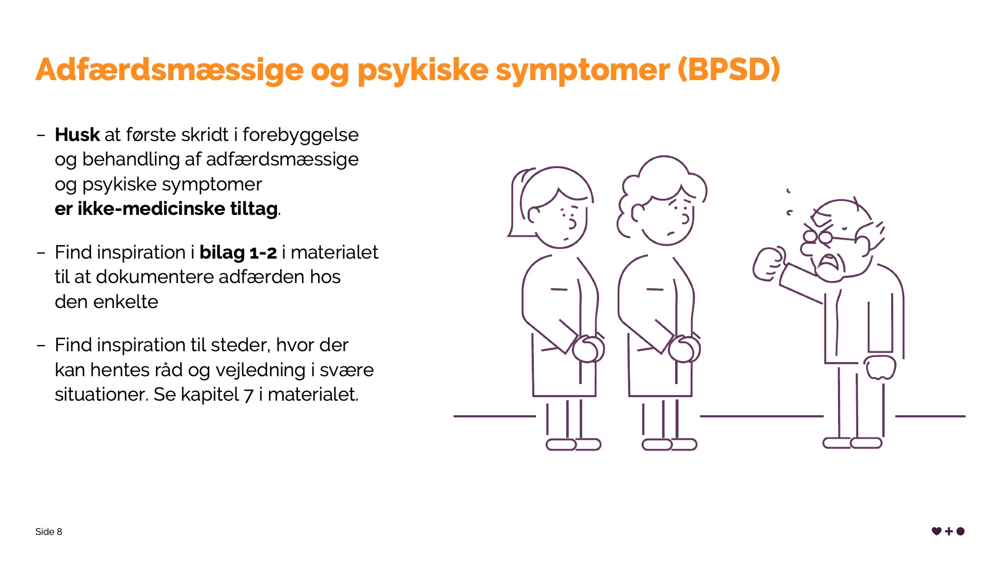 Adfærdsmæssige og psykiske symptomer (BPSD)
– Husk at første skridt i forebyggelse
og behandling af adfærdsmæssige
og psykiske symptomer
er ikke-medicinske tiltag.
– Find inspiration i bilag 1-2 i materialet
til at dokumentere adfærden hos
den enkelte
– Find inspiration til steder, hvor der
kan hentes råd og vejledning i svære
situationer. Se kapitel 7 i materialet.
Side 8